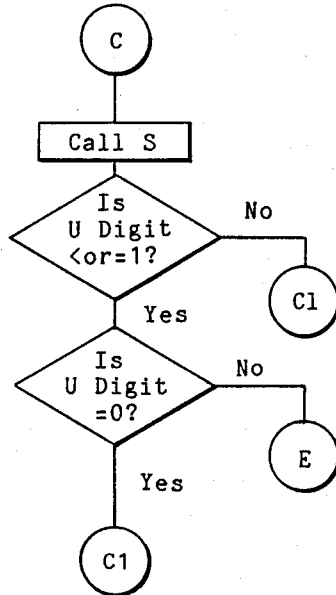 C
Call S
Is
U Digit
<or=1?
No
C1
Yes
Is
U Digit
=0?
No
E
Yes
C1